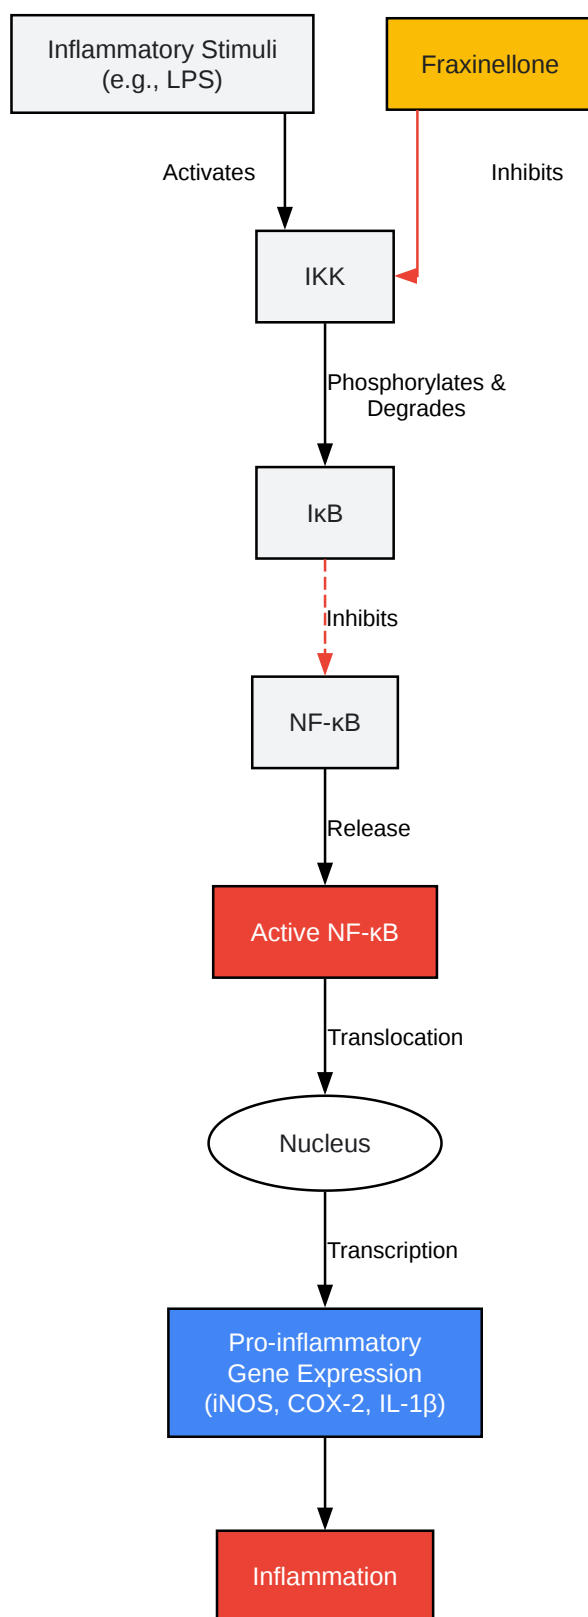 Inflammatory Stimuli
(e.g., LPS)
Fraxinellone
Activates
Inhibits
IKK
Phosphorylates &
Degrades
IκB
Inhibits
NF-κB
Release
Active NF-κB
Translocation
Nucleus
Transcription
Pro-inflammatory
Gene Expression
(iNOS, COX-2, IL-1β)
Inflammation